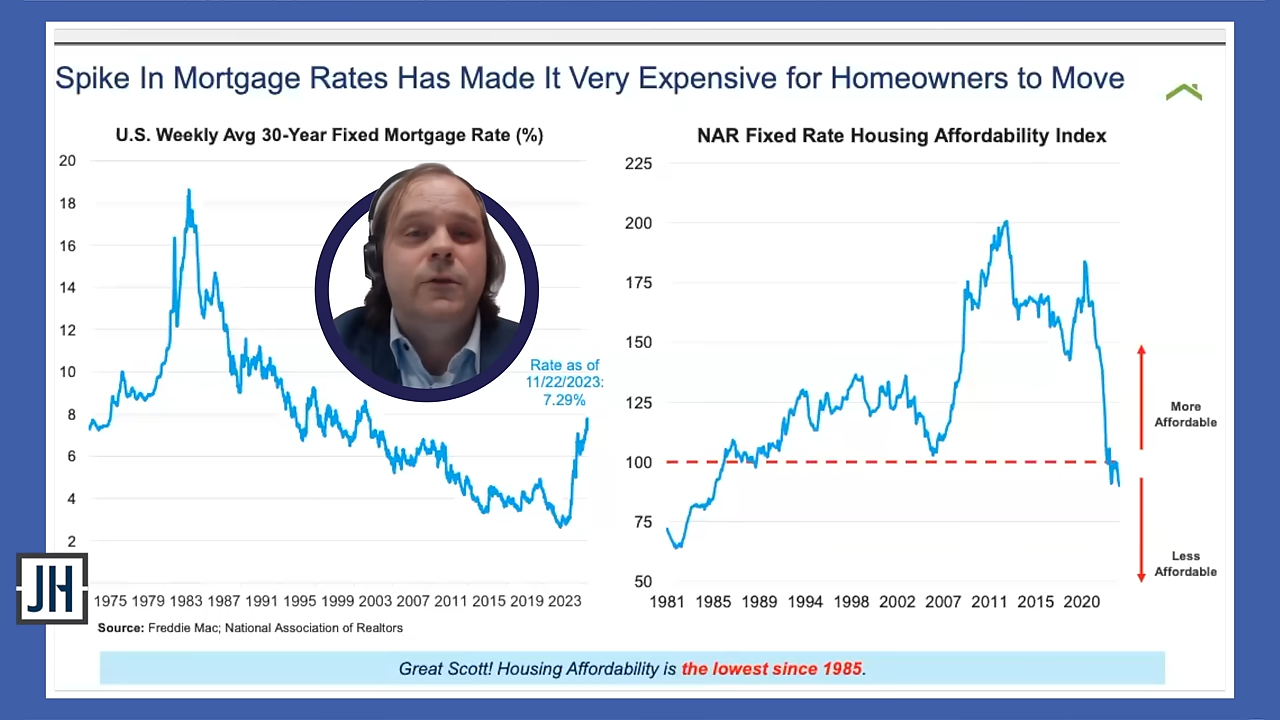 Spike In Mortgage Rates Has Made It Very Expensive for Homeowners to Move
U.S. Weekly Avg 30-Year Fixed Mortgage Rate (%)
20
18
16
14
12
10
8
6
4
2
1975 1979 1983 1987 1991 1995 1999 2003 2007 2011 2015 2019 2023
Rate as of
11/22/2023:
7.29%
NAR Fixed Rate Housing Affordability Index
225
200
175
150
125
100
75
50
1981 1985 1989 1994 1998 2002 2007 2011 2015 2020
More
Affordable
Less
Affordable
JH
Source: Freddie Mac; National Association of Realtors
Great Scott! Housing Affordability is the lowest since 1985.